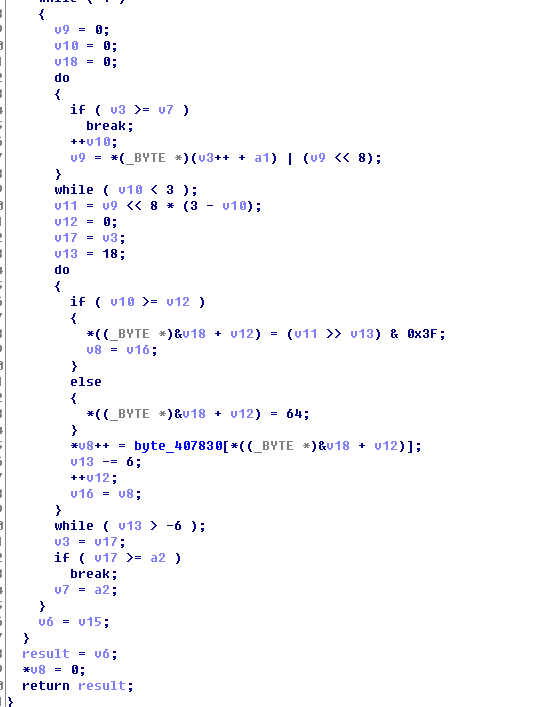 {
v9 = 0;
v10 = 0;
v18 = 0;
do
{
if ( v3 >= v7 )
break;
++v10;
v9 = *(_BYTE *)(v3++ + a1) | (v9 << 8);
}
while ( v10 < 3 );
v11 = v9 << 8 * (3 - v10);
v12 = 0;
v17 = v3;
v13 = 18;
do
{
if ( v10 >= v12 )
{
*((_BYTE *)&v18 + v12) = (v11 >> v13) & 0x3F;
v8 = v16;
}
else
{
*((_BYTE *)&v18 + v12) = 64;
}
*v8++ = byte_407830[*((_BYTE *)&v18 + v12)];
v13 -= 6;
++v12;
v16 = v8;
}
while ( v13 > -6 );
v3 = v17;
if ( v17 >= a2 )
break;
v7 = a2;
}
v6 = v15;
}
result = v6;
*v8 = 0;
return result;
}